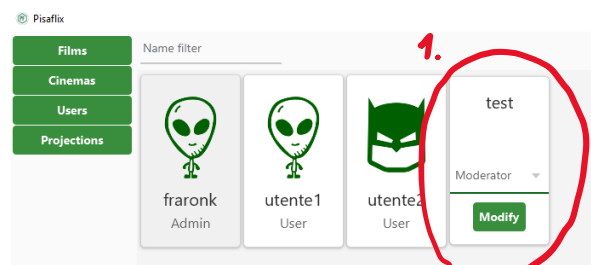 Pisaflix
Films
Cinemas
Users
Projections
Name filter
1.
fraronk
Admin
utente1
User
utente2
User
test
Moderator
Modify